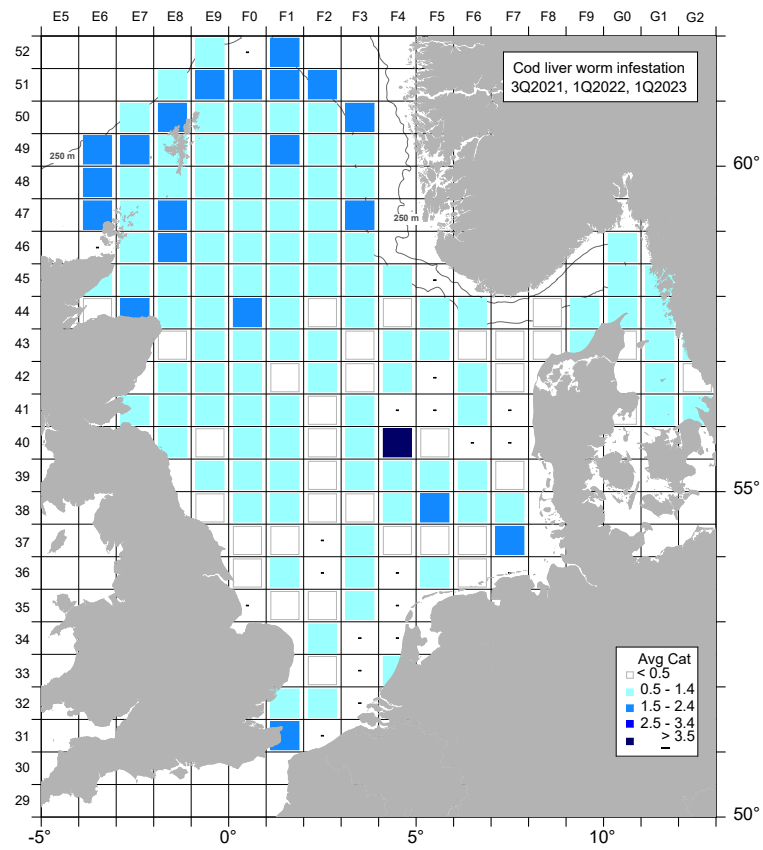 E5 E6 E7 E8 E9 F0 F1 F2 F3 F4 F5 F6 F7 F8 F9 G0 G1 G2
Cod liver worm infestation
3Q2021, 1Q2022, 1Q2023
52
51
50
49
250 m
60°
48
47
250 m
46
45
44
43
42
41
40
39
55°
38
37
36
35
34
33
Avg Cat
< 0.5
0.5 - 1.4
1.5 - 2.4
2.5 - 3.4
≥ 3.5
32
31
30
29
50°
-5° 0° 5° 10°